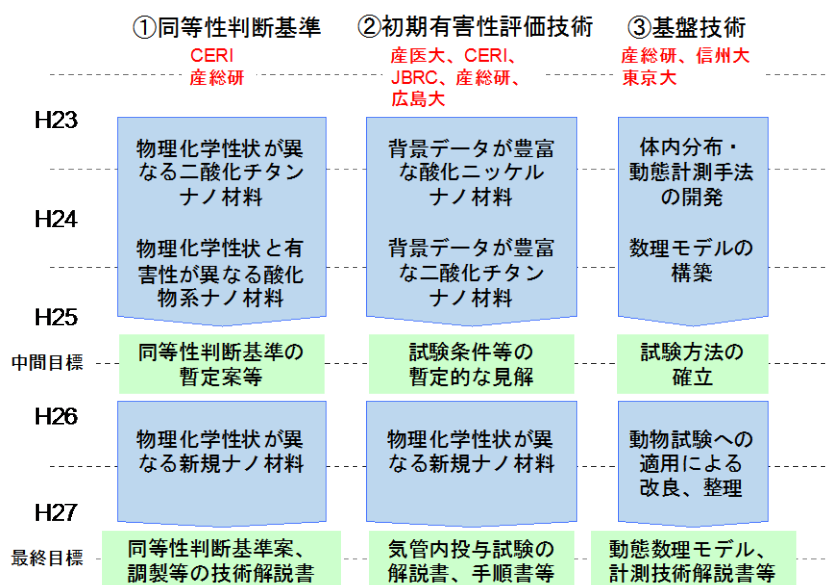 ①同等性判断基準
CERI
産総研
②初期有害性評価技術
産医大、CERI、
JBRC、産総研、
広島大
③基盤技術
産総研、信州大
東京大
H23
物理化学性状が異
なる二酸化チタン
ナノ材料
背景データが豊富
な酸化ニッケル
ナノ材料
体内分布・
動態計測手法
の開発
H24
物理化学性状と有
害性が異なる酸化
物系ナノ材料
背景データが豊富
な二酸化チタン
ナノ材料
数理モデルの
構築
H25
中間目標
同等性判断基準の
暫定案等
試験条件等の
暫定的な見解
試験方法の
確立
H26
物理化学性状が異
なる新規ナノ材料
物理化学性状が異
なる新規ナノ材料
動物試験への
適用による
改良、整理
H27
最終目標
同等性判断基準案、
調製等の技術解説書
気管内投与試験の
解説書、手順書等
動態数理モデル、
計測技術解説書等